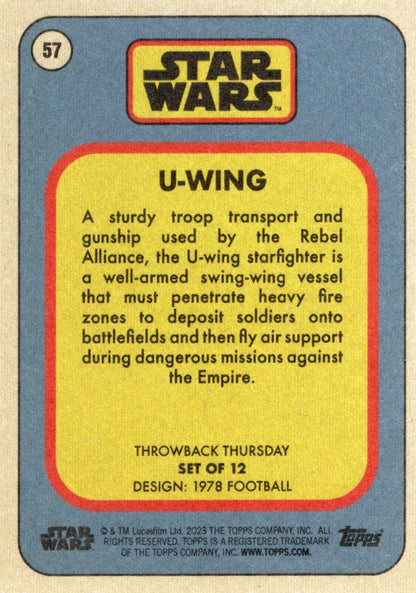 57
STAR
WARS™
U-WING
A sturdy troop transport and
gunship used by the Rebel
Alliance, the U-wing starfighter is
a well-armed swing-wing vessel
that must penetrate heavy fire
zones to deposit soldiers onto
battlefields and then fly air support
during dangerous missions against
the Empire.
THROWBACK THURSDAY
SET OF 12
DESIGN: 1978 FOOTBALL
STAR
WARS
© & TM Lucasfilm Ltd. 2023 THE TOPPS COMPANY, INC. ALL
RIGHTS RESERVED. TOPPS IS A REGISTERED TRADEMARK
OF THE TOPPS COMPANY, INC. WWW.TOPPS.COM.
topps